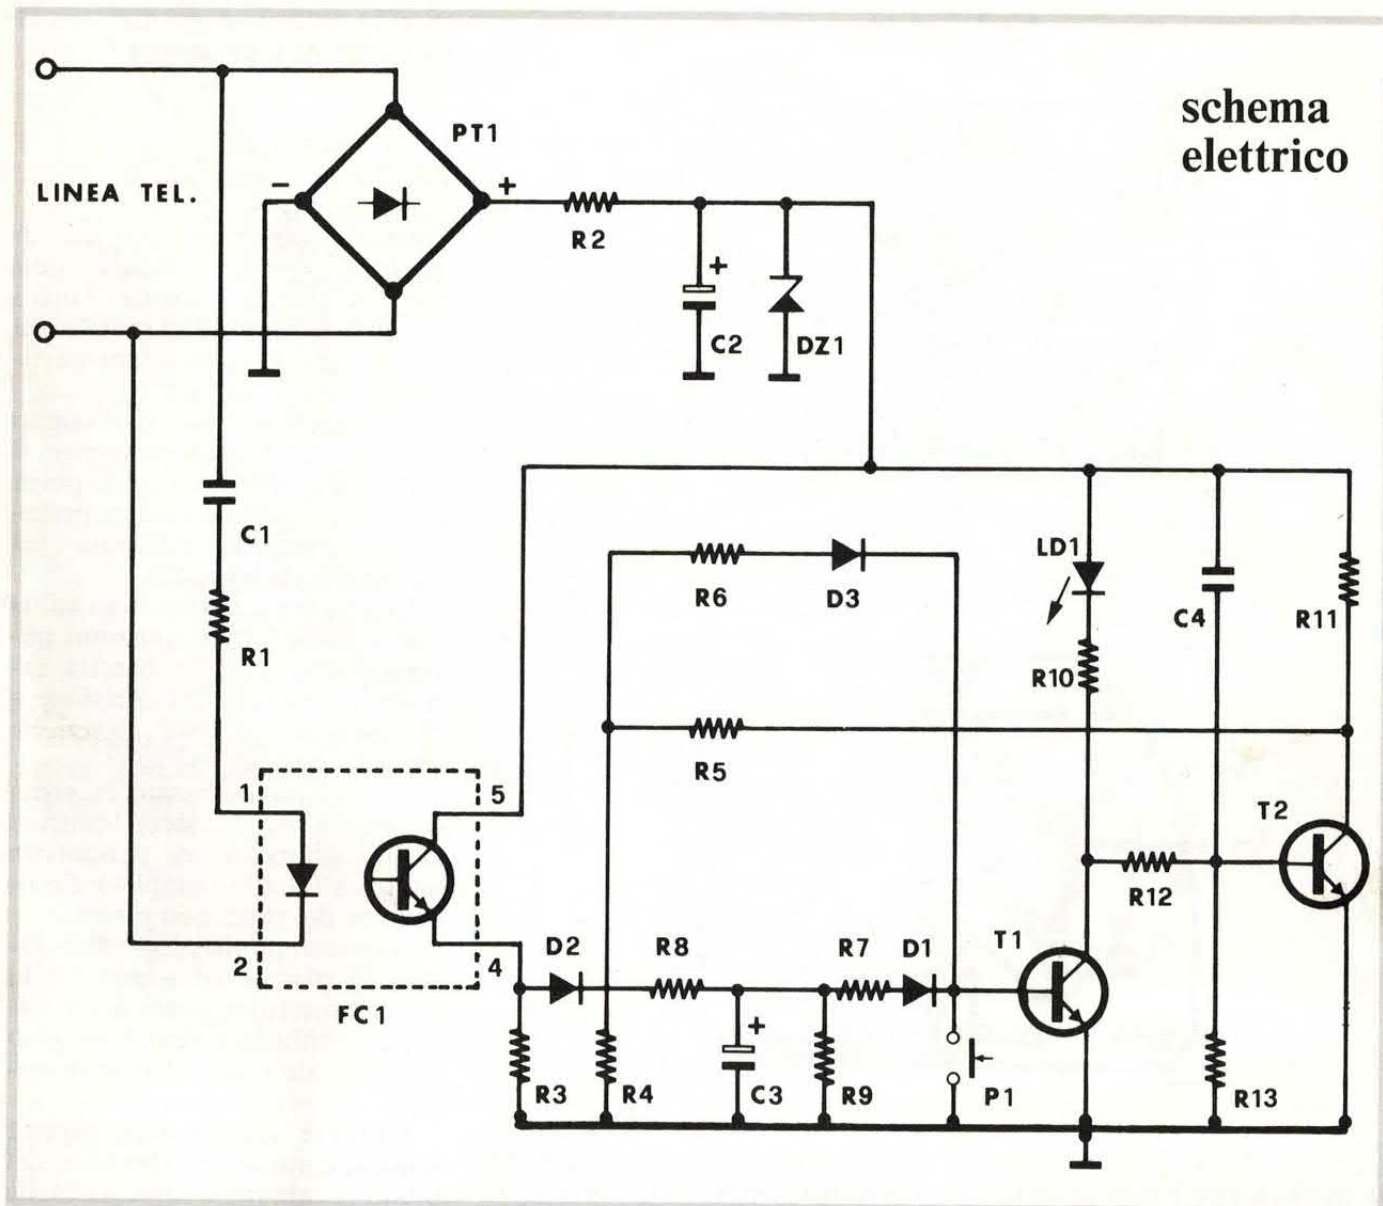 schema
elettrico
PT1
LINEA TEL.
-
+
R2
+
C2
DZ1
C1
R1
R6
D3
LD1
C4
R11
R10
R5
1
5
T2
R12
2
4
D2
R8
R7
D1
T1
FC1
+
R3
R4
C3
R9
P1
R13